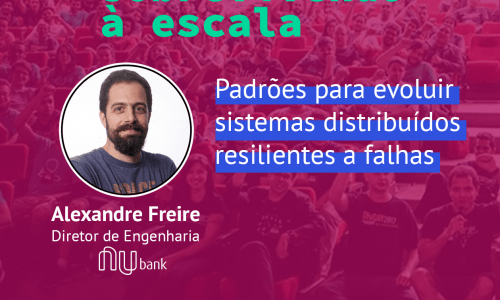 à escala
Padrões para evoluir
sistemas distribuídos
resilientes a falhas
Alexandre Freire
Diretor de Engenharia
nu bank